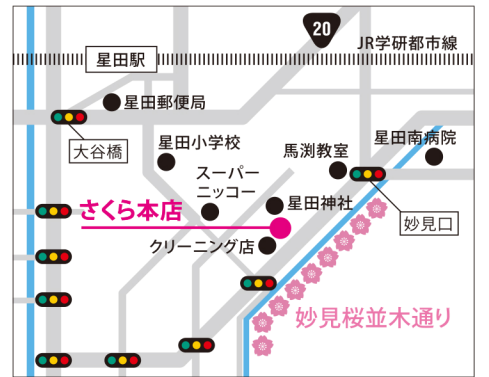 20
JR学研都市線
星田駅
星田郵便局
大谷橋
星田小学校
馬渕教室
星田南病院
スーパー
ニッコー
さくら本店
星田神社
妙見口
クリーニング店
妙見桜並木通り